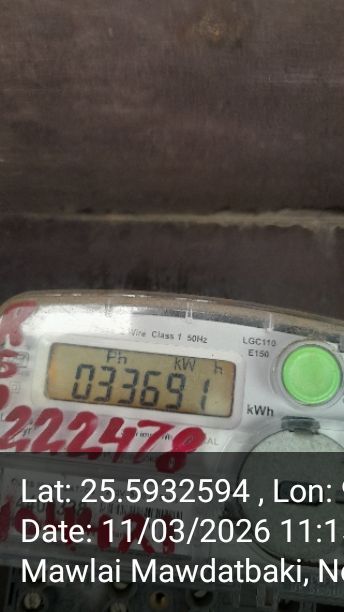 Wire Class 1 50Hz
LGC110
E150
Ph kW h
033691
kWh
222478
Lat: 25.5932594 , Lon:
Date: 11/03/2026 11:1
Mawlai Mawdatbaki,